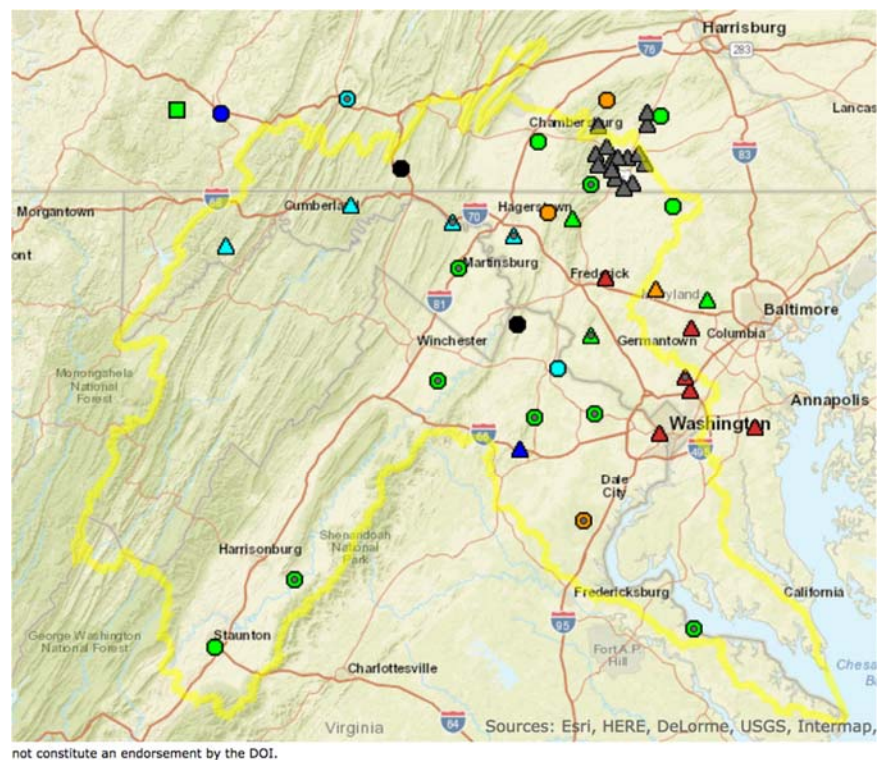 Harrisburg
76
283
Lancas
Chambersburg
83
68
Morgantown
Cumberland
70
Hagerstown
ont
Martinsburg
Frederick
81
Maryland
Baltimore
Winchester
Germantown
Columbia
Monongahela
National
Forest
Annapolis
Washington
66
495
Dale
City
Shenandoah
National
Park
Harrisonburg
Fredericksburg
California
95
George Washington
National Forest
Staunton
Fort A.P.
Hill
Charlottesville
Chesa
Ba
Virginia
64
Sources: Esri, HERE, DeLorme, USGS, Intermap,
not constitute an endorsement by the DOI.